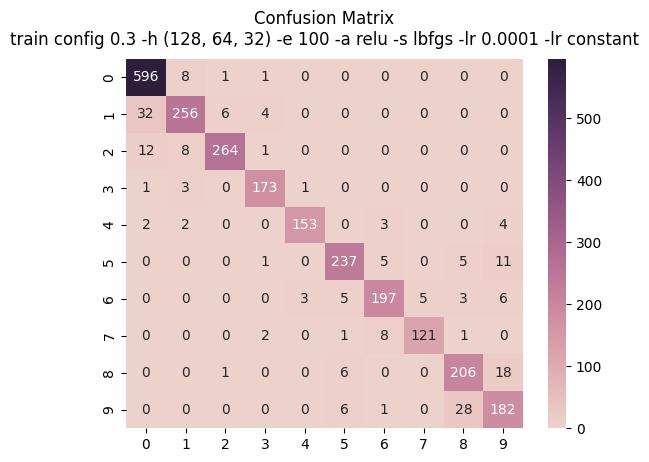 Confusion Matrix
train config 0.3 -h (128, 64, 32) -e 100 -a relu -s lbfgs -lr 0.0001 -lr constant
0 596 8 1 1 0 0 0 0 0 0
1 32 256 6 4 0 0 0 0 0 0
2 12 8 264 1 0 0 0 0 0 0
3 1 3 0 173 1 0 0 0 0 0
4 2 2 0 0 153 0 3 0 0 4
5 0 0 0 1 0 237 5 0 5 11
6 0 0 0 0 3 5 197 5 3 6
7 0 0 0 2 0 1 8 121 1 0
8 0 0 1 0 0 6 0 0 206 18
9 0 0 0 0 0 6 1 0 28 182
0 1 2 3 4 5 6 7 8 9
500
400
300
200
100
0